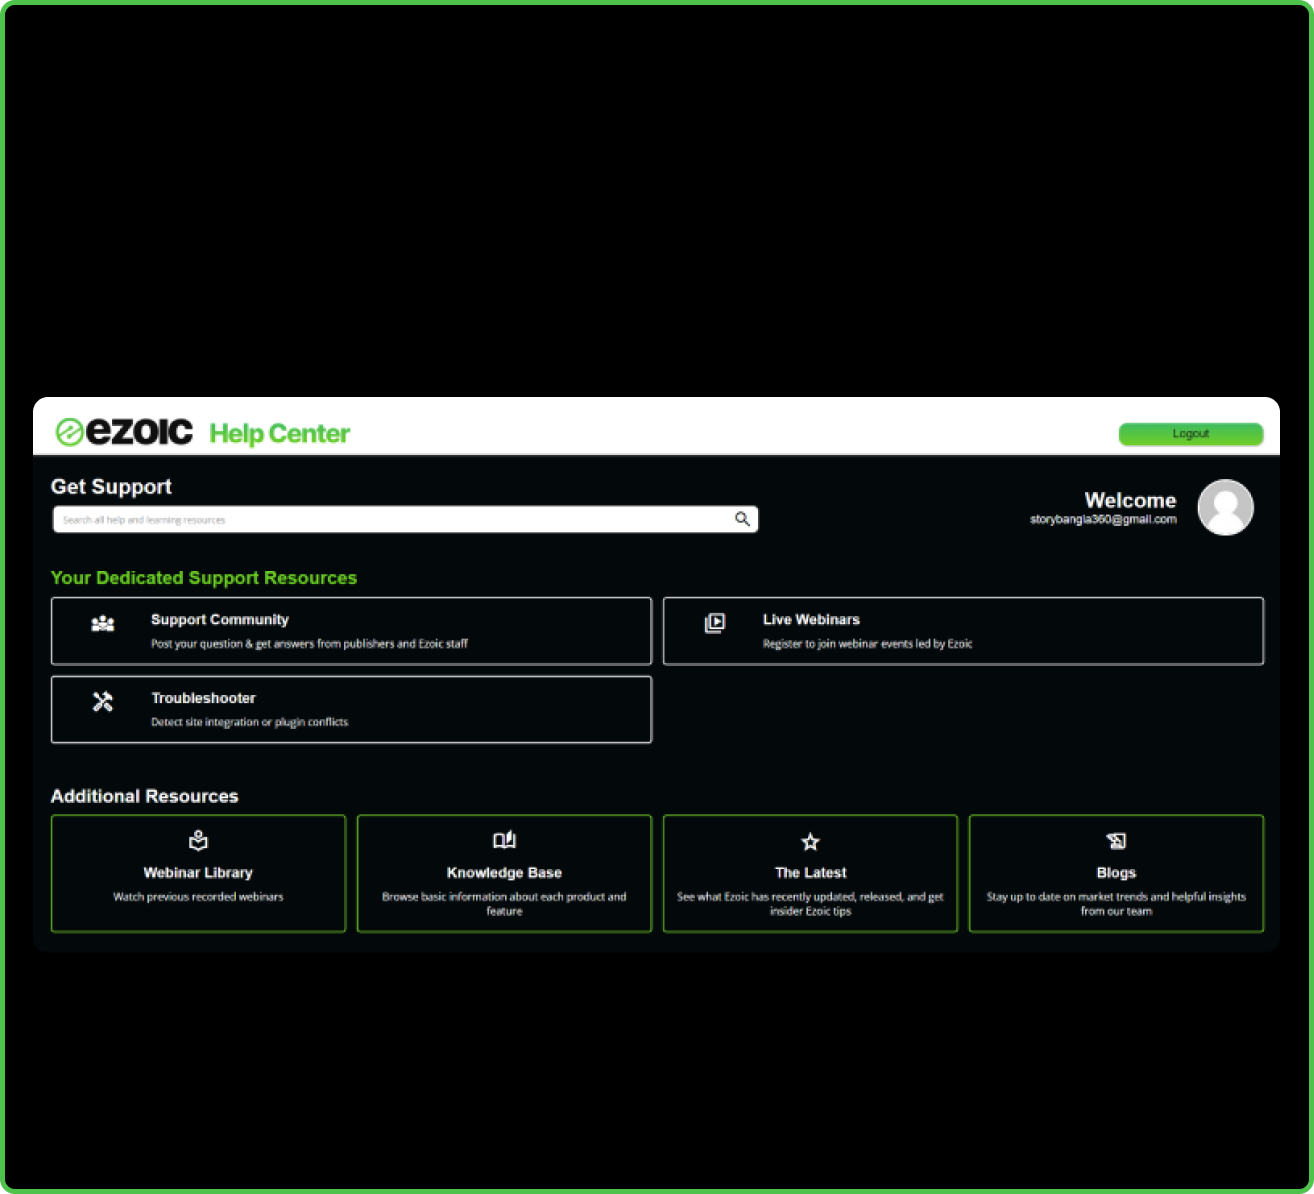 ezoic Help Center
Logout
Get Support
Search all help and learning resources
Welcome
storybangla360@gmail.com
Your Dedicated Support Resources
Support Community
Post your question & get answers from publishers and Ezoic staff
Live Webinars
Register to join webinar events led by Ezoic
Troubleshooter
Detect site integration or plugin conflicts
Additional Resources
Webinar Library
Watch previous recorded webinars
Knowledge Base
Browse basic information about each product and
feature
The Latest
See what Ezoic has recently updated, released, and get
insider Ezoic tips
Blogs
Stay up to date on market trends and helpful insights
from our team